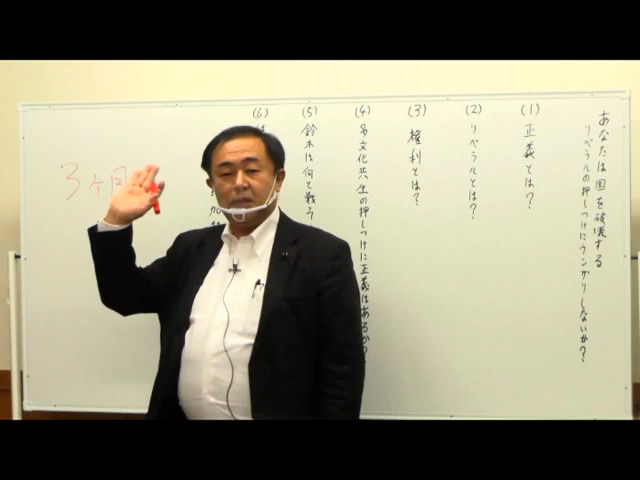 あなたは国を破壊する
リベラルの押しつけにウンザリしないか?
(1) 正義とは?
(2) リベラルとは?
(3) 権利とは?
(4) 多文化共生の押しつけに正義はあるか?
(5) 鈴木は何と戦う
(6)
3ヶ